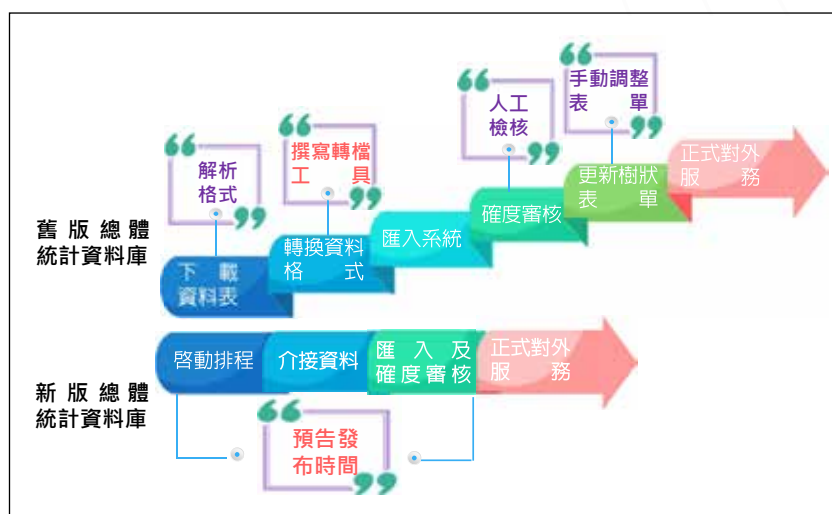 手動調整
表單
人工
檢核
撰寫轉檔
工具
解析
格式
正式對外
服務
更新樹狀
表單
確度審核
匯入系統
轉換資料
格式
下載
資料表
舊版總體
統計資料庫
啓動排程
介接資料
匯入及
確度審核
正式對外
服務
新版總體
統計資料庫
預告發
布時間